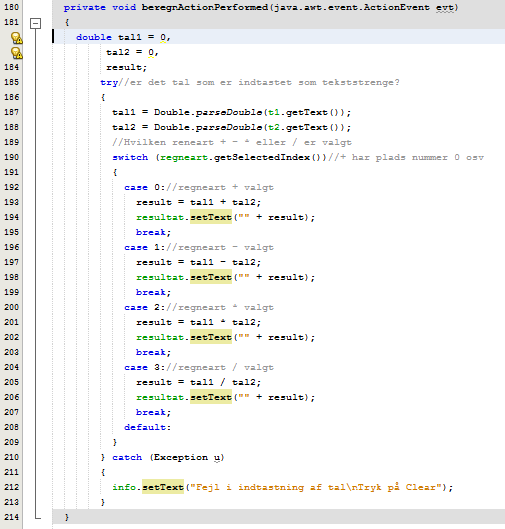 180 private void beregnActionPerformed(java.awt.event.ActionEvent evt)
181 {
double tal1 = 0,
tal2 = 0,
184 result;
185 try//er det tal som er indtastet som tekststrenge?
186 {
187 tal1 = Double.parseDouble(t1.getText());
188 tal2 = Double.parseDouble(t2.getText());
189 //Hvilken reneart + - * eller / er valgt
190 switch (regneart.getSelectedIndex())//+ har plads nummer 0 osv
191 {
192 case 0://regneart + valgt
193 result = tal1 + tal2;
194 resultat.setText("" + result);
195 break;
196 case 1://regneart - valgt
197 result = tal1 - tal2;
198 resultat.setText("" + result);
199 break;
200 case 2://regneart * valgt
201 result = tal1 * tal2;
202 resultat.setText("" + result);
203 break;
204 case 3://regneart / valgt
205 result = tal1 / tal2;
206 resultat.setText("" + result);
207 break;
208 default:
209 }
210 } catch (Exception u)
211 {
212 info.setText("Fejl i indtastning af tal\nTryk på Clear");
213 }
214 }